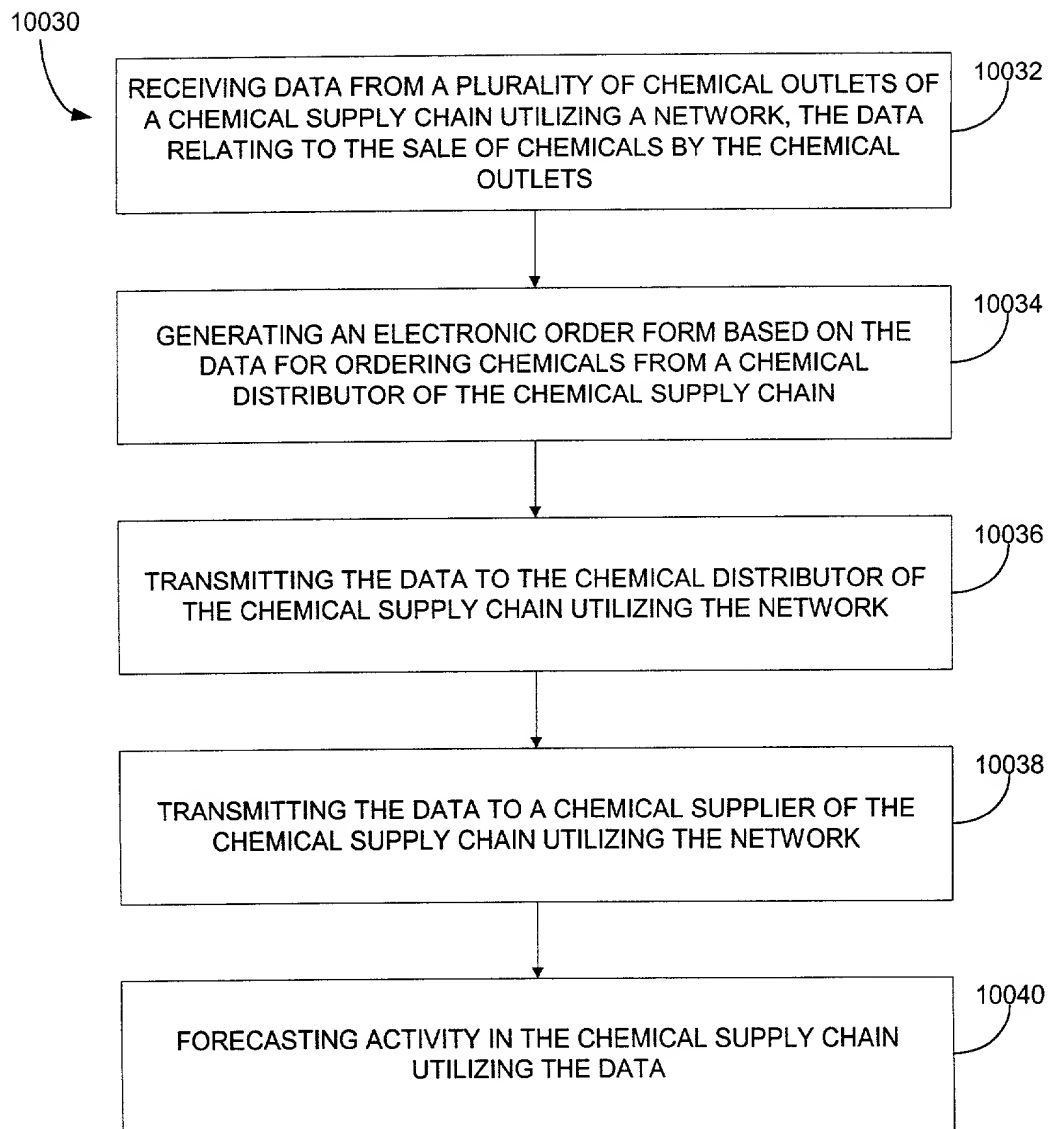 10030
RECEIVING DATA FROM A PLURALITY OF CHEMICAL OUTLETS OF
A CHEMICAL SUPPLY CHAIN UTILIZING A NETWORK, THE DATA
RELATING TO THE SALE OF CHEMICALS BY THE CHEMICAL
OUTLETS
10032
GENERATING AN ELECTRONIC ORDER FORM BASED ON THE
DATA FOR ORDERING CHEMICALS FROM A CHEMICAL
DISTRIBUTOR OF THE CHEMICAL SUPPLY CHAIN
10034
TRANSMITTING THE DATA TO THE CHEMICAL DISTRIBUTOR OF
THE CHEMICAL SUPPLY CHAIN UTILIZING THE NETWORK
10036
TRANSMITTING THE DATA TO A CHEMICAL SUPPLIER OF THE
CHEMICAL SUPPLY CHAIN UTILIZING THE NETWORK
10038
FORECASTING ACTIVITY IN THE CHEMICAL SUPPLY CHAIN
UTILIZING THE DATA
10040